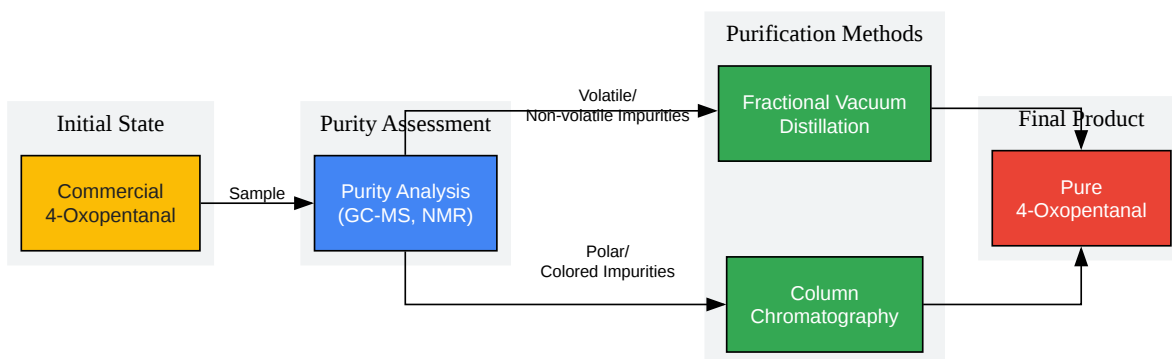 Initial State
Commercial
4-Oxopentanal
Sample
Purity Assessment
Purity Analysis
(GC-MS, NMR)
Volatile/
Non-volatile Impurities
Polar/
Colored Impurities
Purification Methods
Fractional Vacuum
Distillation
Column
Chromatography
Final Product
Pure
4-Oxopentanal